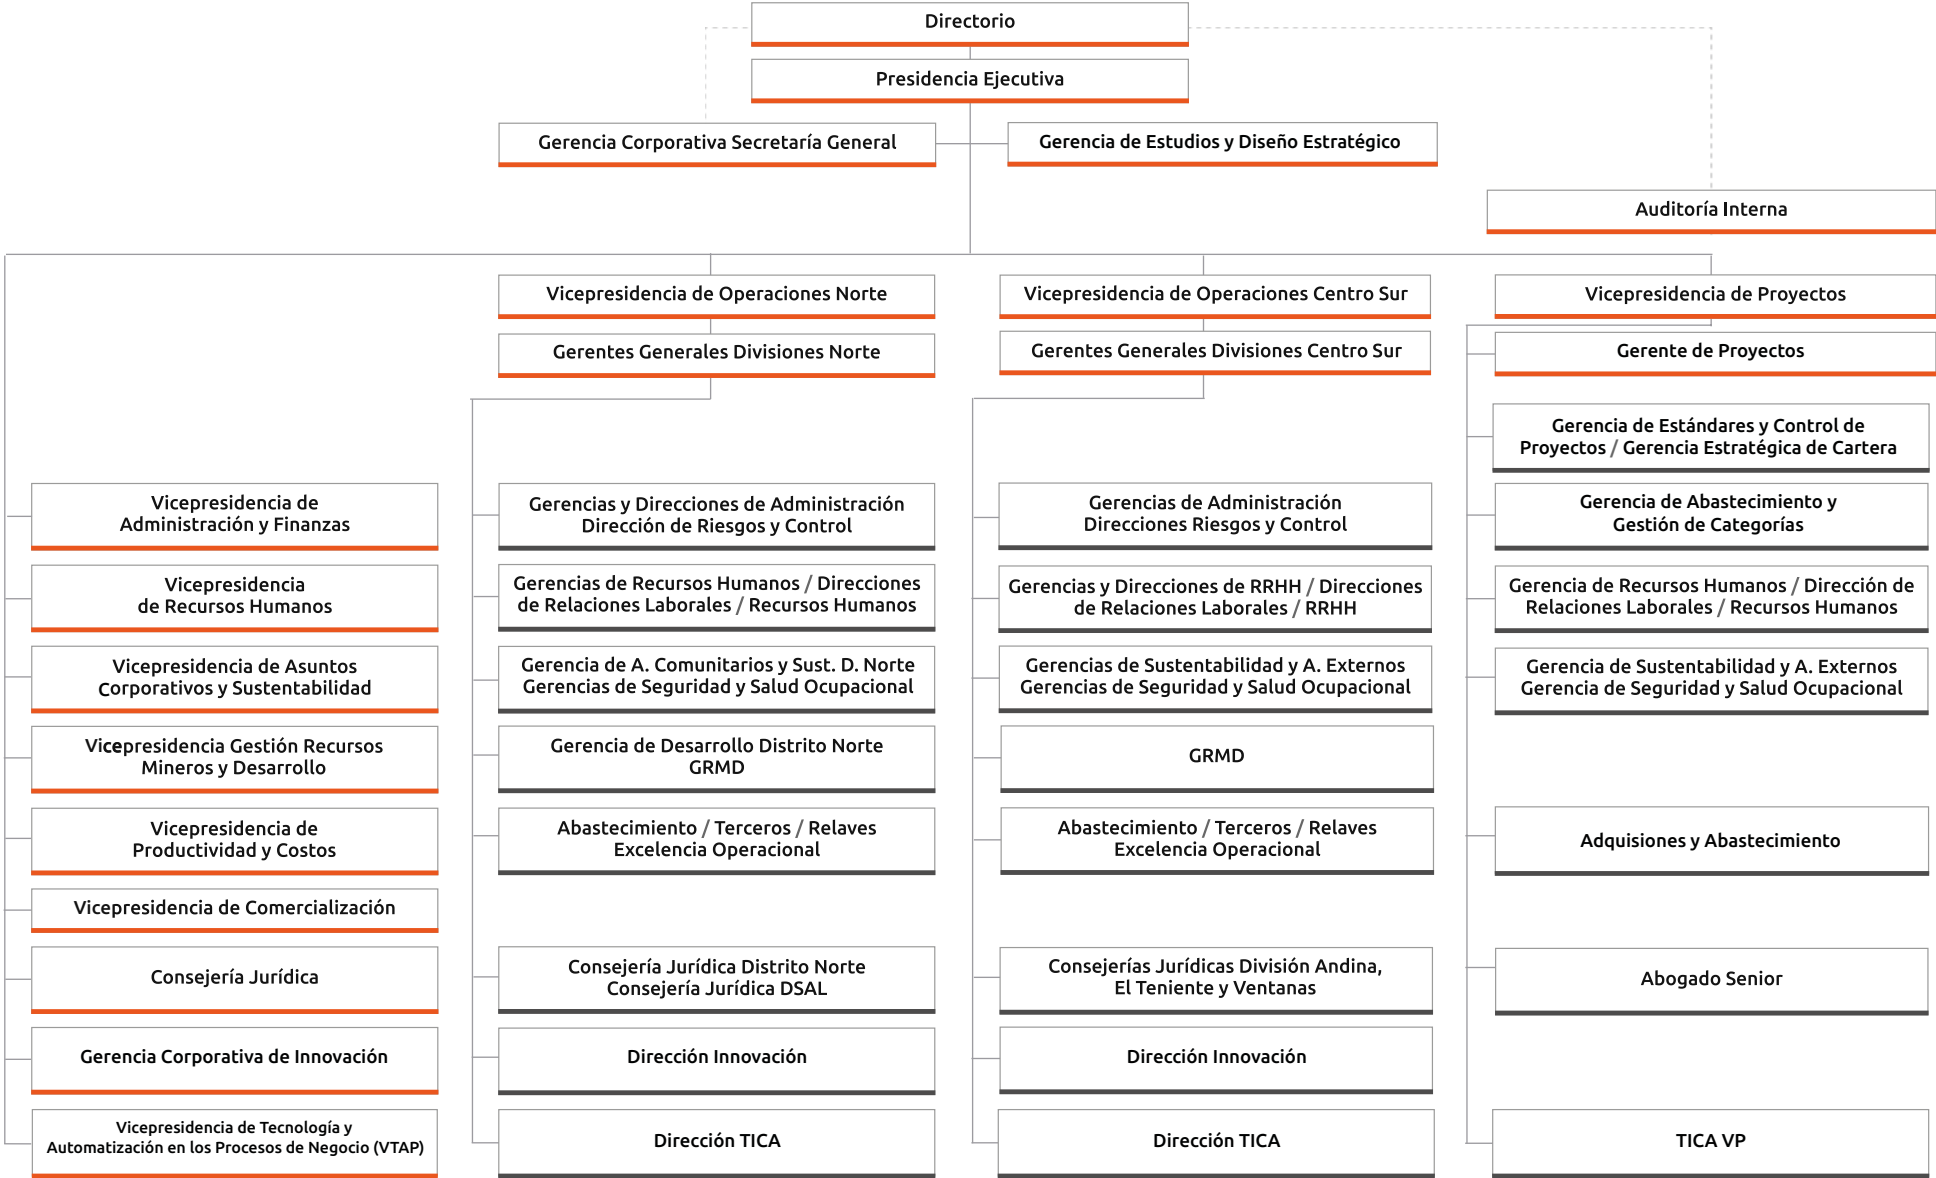 Directorio
Presidencia Ejecutiva
Gerencia Corporativa Secretaría General
Gerencia de Estudios y Diseño Estratégico
Auditoría Interna
Vicepresidencia de Operaciones Norte
Vicepresidencia de Operaciones Centro Sur
Vicepresidencia de Proyectos
Gerentes Generales Divisiones Norte
Gerentes Generales Divisiones Centro Sur
Gerente de Proyectos
Gerencia de Estándares y Control de
Proyectos / Gerencia Estratégica de Cartera
Vicepresidencia de
Administración y Finanzas
Gerencias y Direcciones de Administración
Dirección de Riesgos y Control
Gerencias de Administración
Direcciones Riesgos y Control
Gerencia de Abastecimiento y
Gestión de Categorías
Vicepresidencia
de Recursos Humanos
Gerencias de Recursos Humanos / Direcciones
de Relaciones Laborales / Recursos Humanos
Gerencias y Direcciones de RRHH / Direcciones
de Relaciones Laborales / RRHH
Gerencia de Recursos Humanos / Dirección de
Relaciones Laborales / Recursos Humanos
Vicepresidencia de Asuntos
Corporativos y Sustentabilidad
Gerencia de A. Comunitarios y Sust. D. Norte
Gerencias de Seguridad y Salud Ocupacional
Gerencias de Sustentabilidad y A. Externos
Gerencias de Seguridad y Salud Ocupacional
Gerencia de Sustentabilidad y A. Externos
Gerencia de Seguridad y Salud Ocupacional
Vicepresidencia Gestión Recursos
Mineros y Desarrollo
Gerencia de Desarrollo Distrito Norte
GRMD
GRMD
Vicepresidencia de
Productividad y Costos
Abastecimiento / Terceros / Relaves
Excelencia Operacional
Abastecimiento / Terceros / Relaves
Excelencia Operacional
Adquisiones y Abastecimiento
Vicepresidencia de Comercialización
Consejería Jurídica
Consejería Jurídica Distrito Norte
Consejería Jurídica DSAL
Consejerías Jurídicas División Andina,
El Teniente y Ventanas
Abogado Senior
Gerencia Corporativa de Innovación
Dirección Innovación
Dirección Innovación
Vicepresidencia de Tecnología y
Automatización en los Procesos de Negocio (VTAP)
Dirección TICA
Dirección TICA
TICA VP